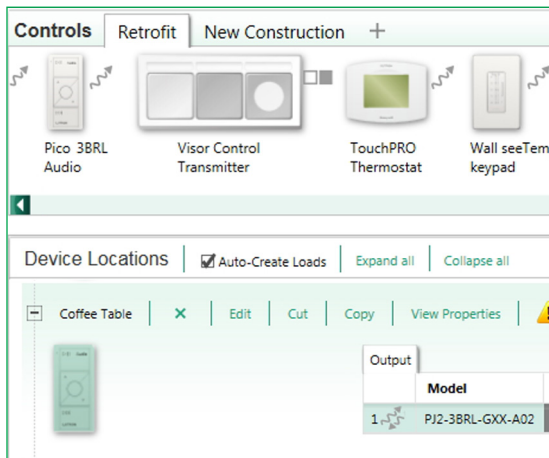 Controls Retrofit New Construction +
Pico 3BRL Audio
Visor Control Transmitter
TouchPRO Thermostat
Wall seeTem keypad
Device Locations Auto-Create Loads Expand all Collapse all
Coffee Table × Edit Cut Copy View Properties
Output
Model
1 PJ2-3BRL-GXX-A02